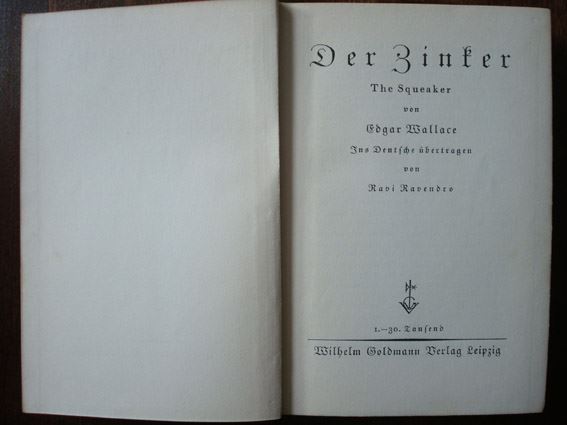 Der Zinker
The Squeaker
von
Edgar Wallace
Ins Deutsche übertragen
von
Ravi Ravendro
1.–30. Tausend
Wilhelm Goldmann Verlag Leipzig